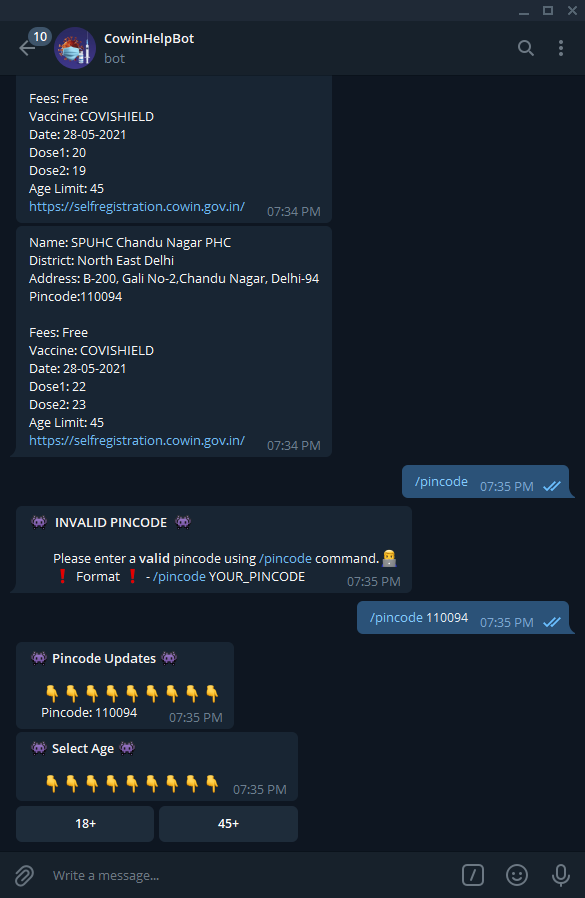 10
CowinHelpBot
bot
Fees: Free
Vaccine: COVISHIELD
Date: 28-05-2021
Dose1: 20
Dose2: 19
Age Limit: 45
https://selfregistration.cowin.gov.in/
07:34 PM
Name: SPUHC Chandu Nagar PHC
District: North East Delhi
Address: B-200, Gali No-2,Chandu Nagar, Delhi-94
Pincode:110094
Fees: Free
Vaccine: COVISHIELD
Date: 28-05-2021
Dose1: 22
Dose2: 23
Age Limit: 45
https://selfregistration.cowin.gov.in/
07:34 PM
/pincode 07:35 PM
👾 INVALID PINCODE 👾
Please enter a valid pincode using /pincode command.👨‍💻
❗ Format ❗ - /pincode YOUR_PINCODE
07:35 PM
/pincode 110094 07:35 PM
👾 Pincode Updates 👾
👇👇👇👇👇👇👇👇👇
Pincode: 110094
07:35 PM
👾 Select Age 👾
👇👇👇👇👇👇👇👇👇
07:35 PM
18+ 45+
Write a message...